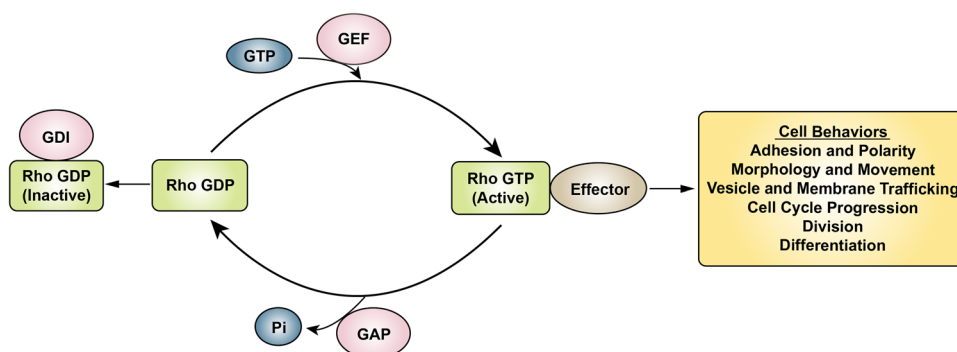 GTP
GEF
GDI
Rho GDP
(Inactive)
Rho GDP
Rho GTP
(Active)
Effector
Cell Behaviors
Adhesion and Polarity
Morphology and Movement
Vesicle and Membrane Trafficking
Cell Cycle Progression
Division
Differentiation
Pi
GAP